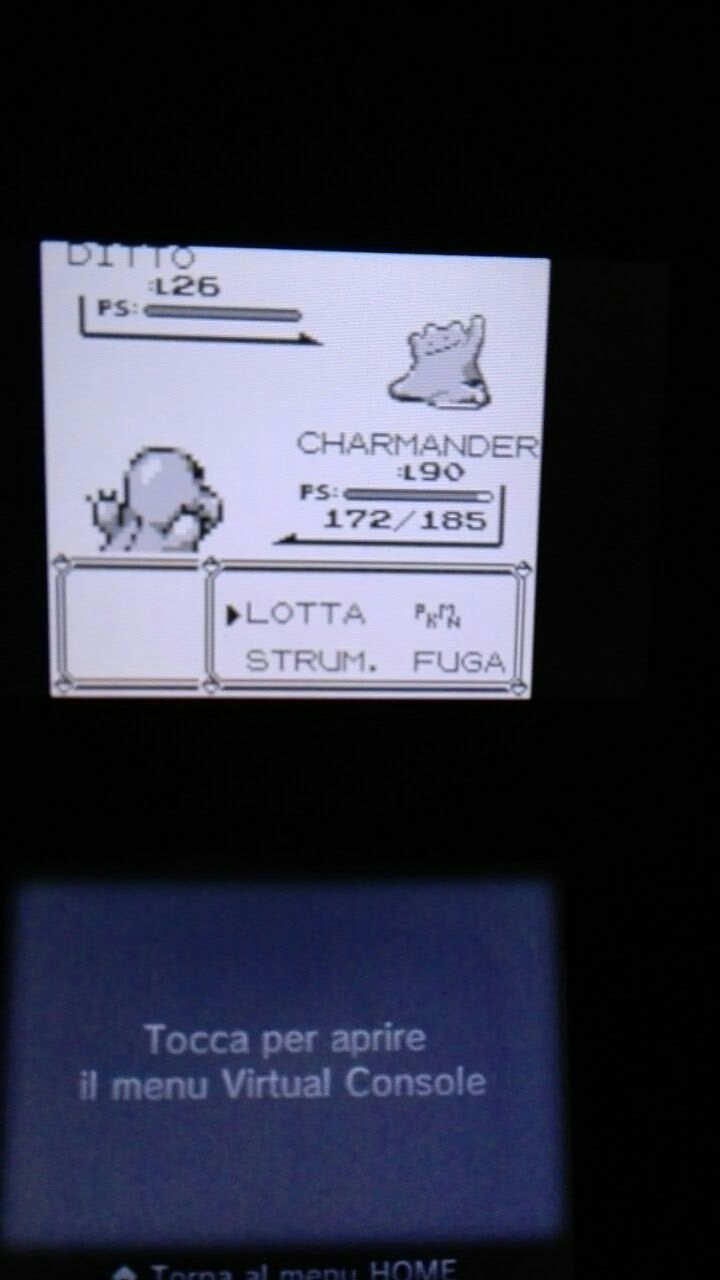 DITTO
:L26
PS:
CHARMANDER
:L90
PS:
172/185
LOTTA PKMN
STRUM. FUGA
Tocca per aprire
il menu Virtual Console
Torna al menu HOME